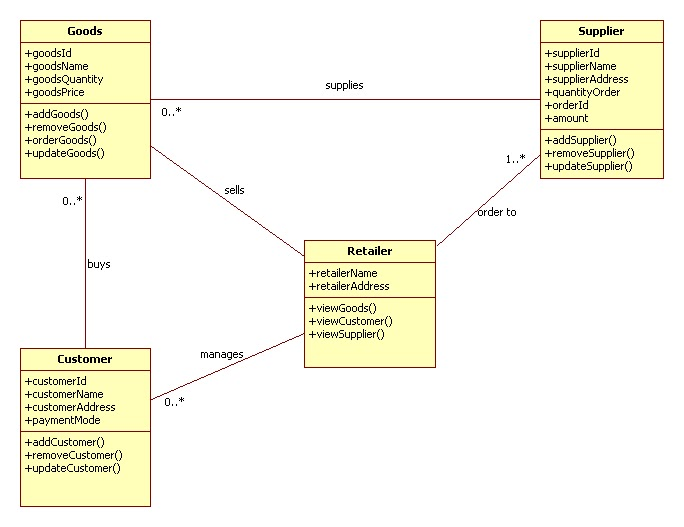 Goods
+goodsId
+goodsName
+goodsQuantity
+goodsPrice
+addGoods()
+removeGoods()
+orderGoods()
+updateGoods()
Supplier
+supplierId
+supplierName
+supplierAddress
+quantityOrder
+orderId
+amount
+addSupplier()
+removeSupplier()
+updateSupplier()
supplies
0..*
1..*
sells
order to
0..*
buys
Retailer
+retailerName
+retailerAddress
+viewGoods()
+viewCustomer()
+viewSupplier()
manages
0..*
Customer
+customerId
+customerName
+customerAddress
+paymentMode
+addCustomer()
+removeCustomer()
+updateCustomer()